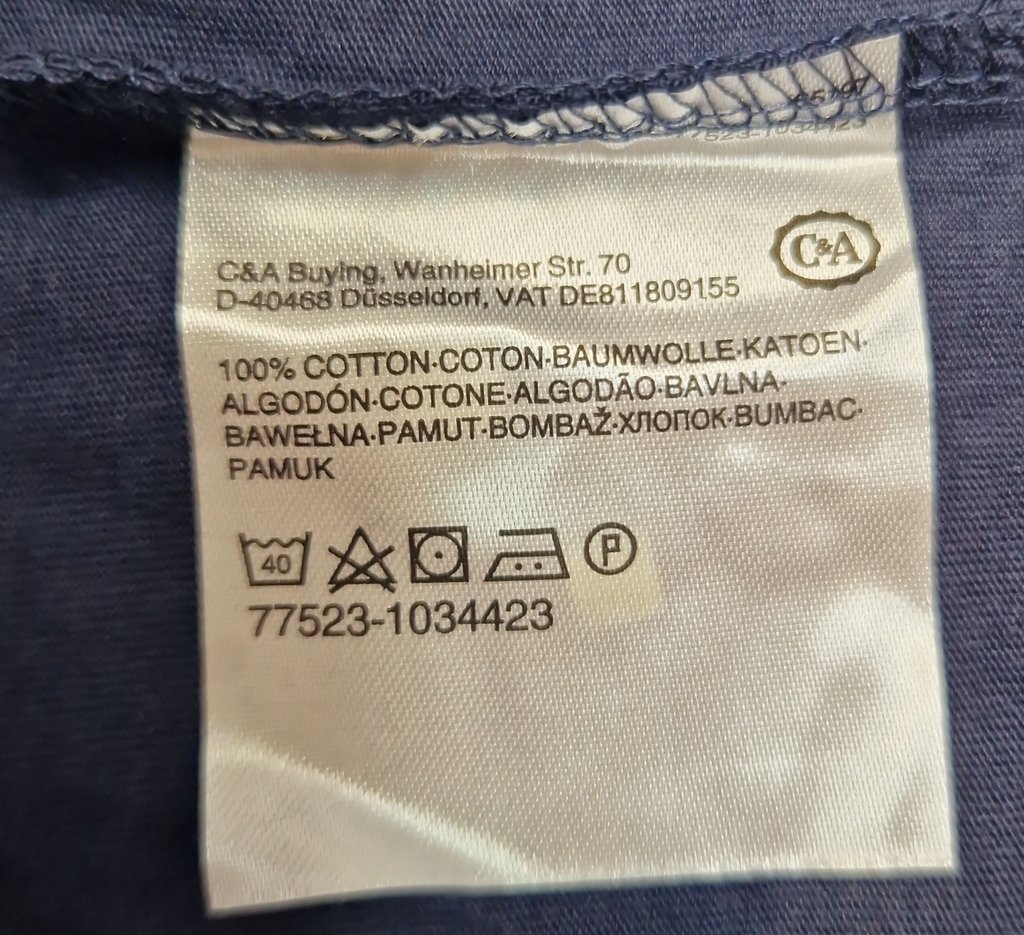 C&A
C&A Buying, Wanheimer Str. 70
D-40468 Düsseldorf, VAT DE811809155
100% COTTON·COTON·BAUMWOLLE·KATOEN·
ALGODÓN·COTONE·ALGODÃO·BAVLNA·
BAWEŁNA·PAMUT·BOMBAŽ·ХЛОПОК·BUMBAC·
PAMUK
40 P
77523-1034423